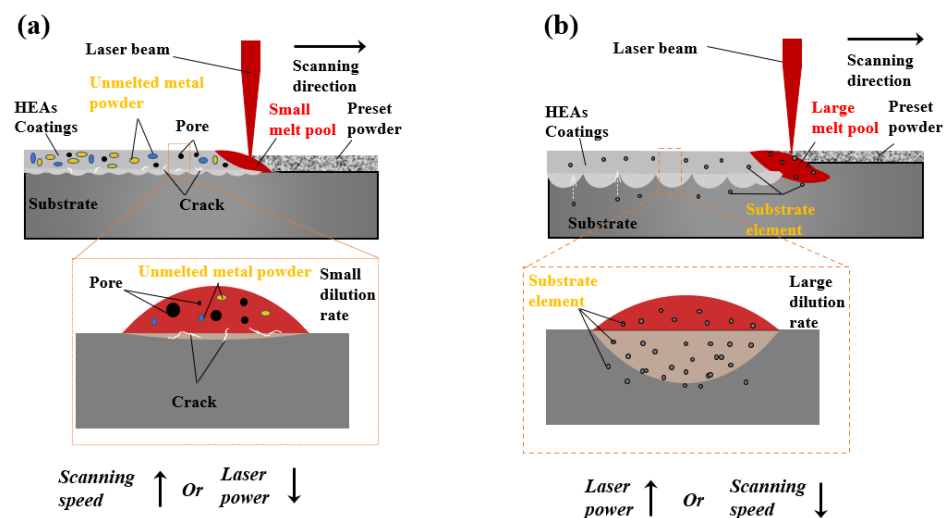 (a)
Laser beam
Scanning
direction
Unmelted metal
powder
HEAs
Coatings
Pore
Small
melt pool
Preset
powder
Substrate
Crack
Unmelted metal powder
Pore
Small
dilution
rate
Crack
Scanning
speed
Or
Laser
power
(b)
Laser beam
Scanning
direction
HEAs
Coatings
Large
melt pool
Preset
powder
Substrate
Substrate
element
Substrate
element
Large
dilution
rate
Laser
power
Or
Scanning
speed